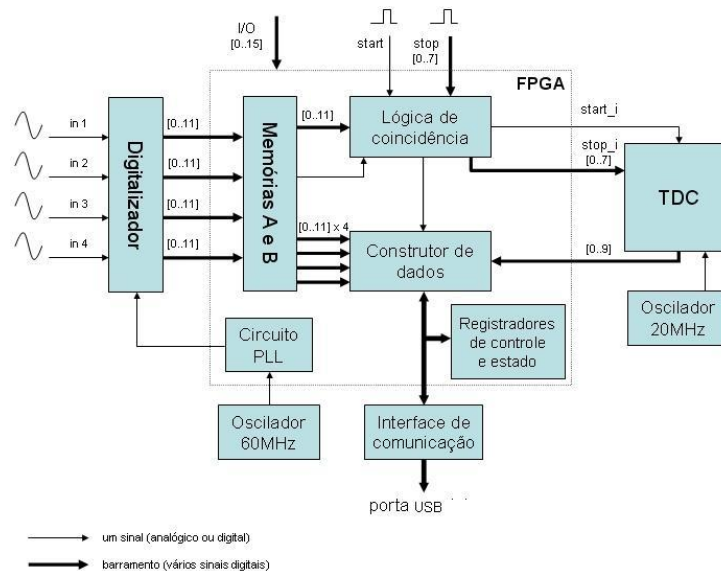 I/O
[0..15]
start
stop
[0..7]
FPGA
in 1
in 2
in 3
in 4
Digitalizador
[0..11]
[0..11]
[0..11]
[0..11]
Memórias A e B
[0..11]
Lógica de
coincidência
start_i
stop_i
[0..7]
TDC
[0..11] x 4
Construtor de
dados
[0..9]
Oscilador
20MHz
Circuito
PLL
Registradores
de controle
e estado
Oscilador
60MHz
Interface de
comunicação
porta USB
um sinal (analógico ou digital)
barramento (vários sinais digitais)